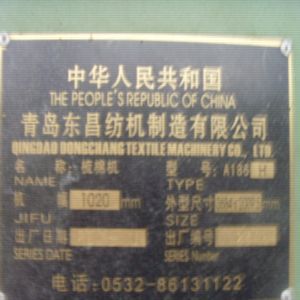 中华人民共和国
THE PEOPLE'S REPUBLIC OF CHINA
青岛东昌纺机制造有限公司
QINGDAO DONGCHANG TEXTILE MACHINERY CO., LTD
名 称 梳棉机 型 号 A186 H
NAME TYPE
机 幅 1020 mm 外型尺寸 mm
JIFU SIZE
出厂日期 出厂编号
SERIES DATE SERIES Number
电话:0532-86131122